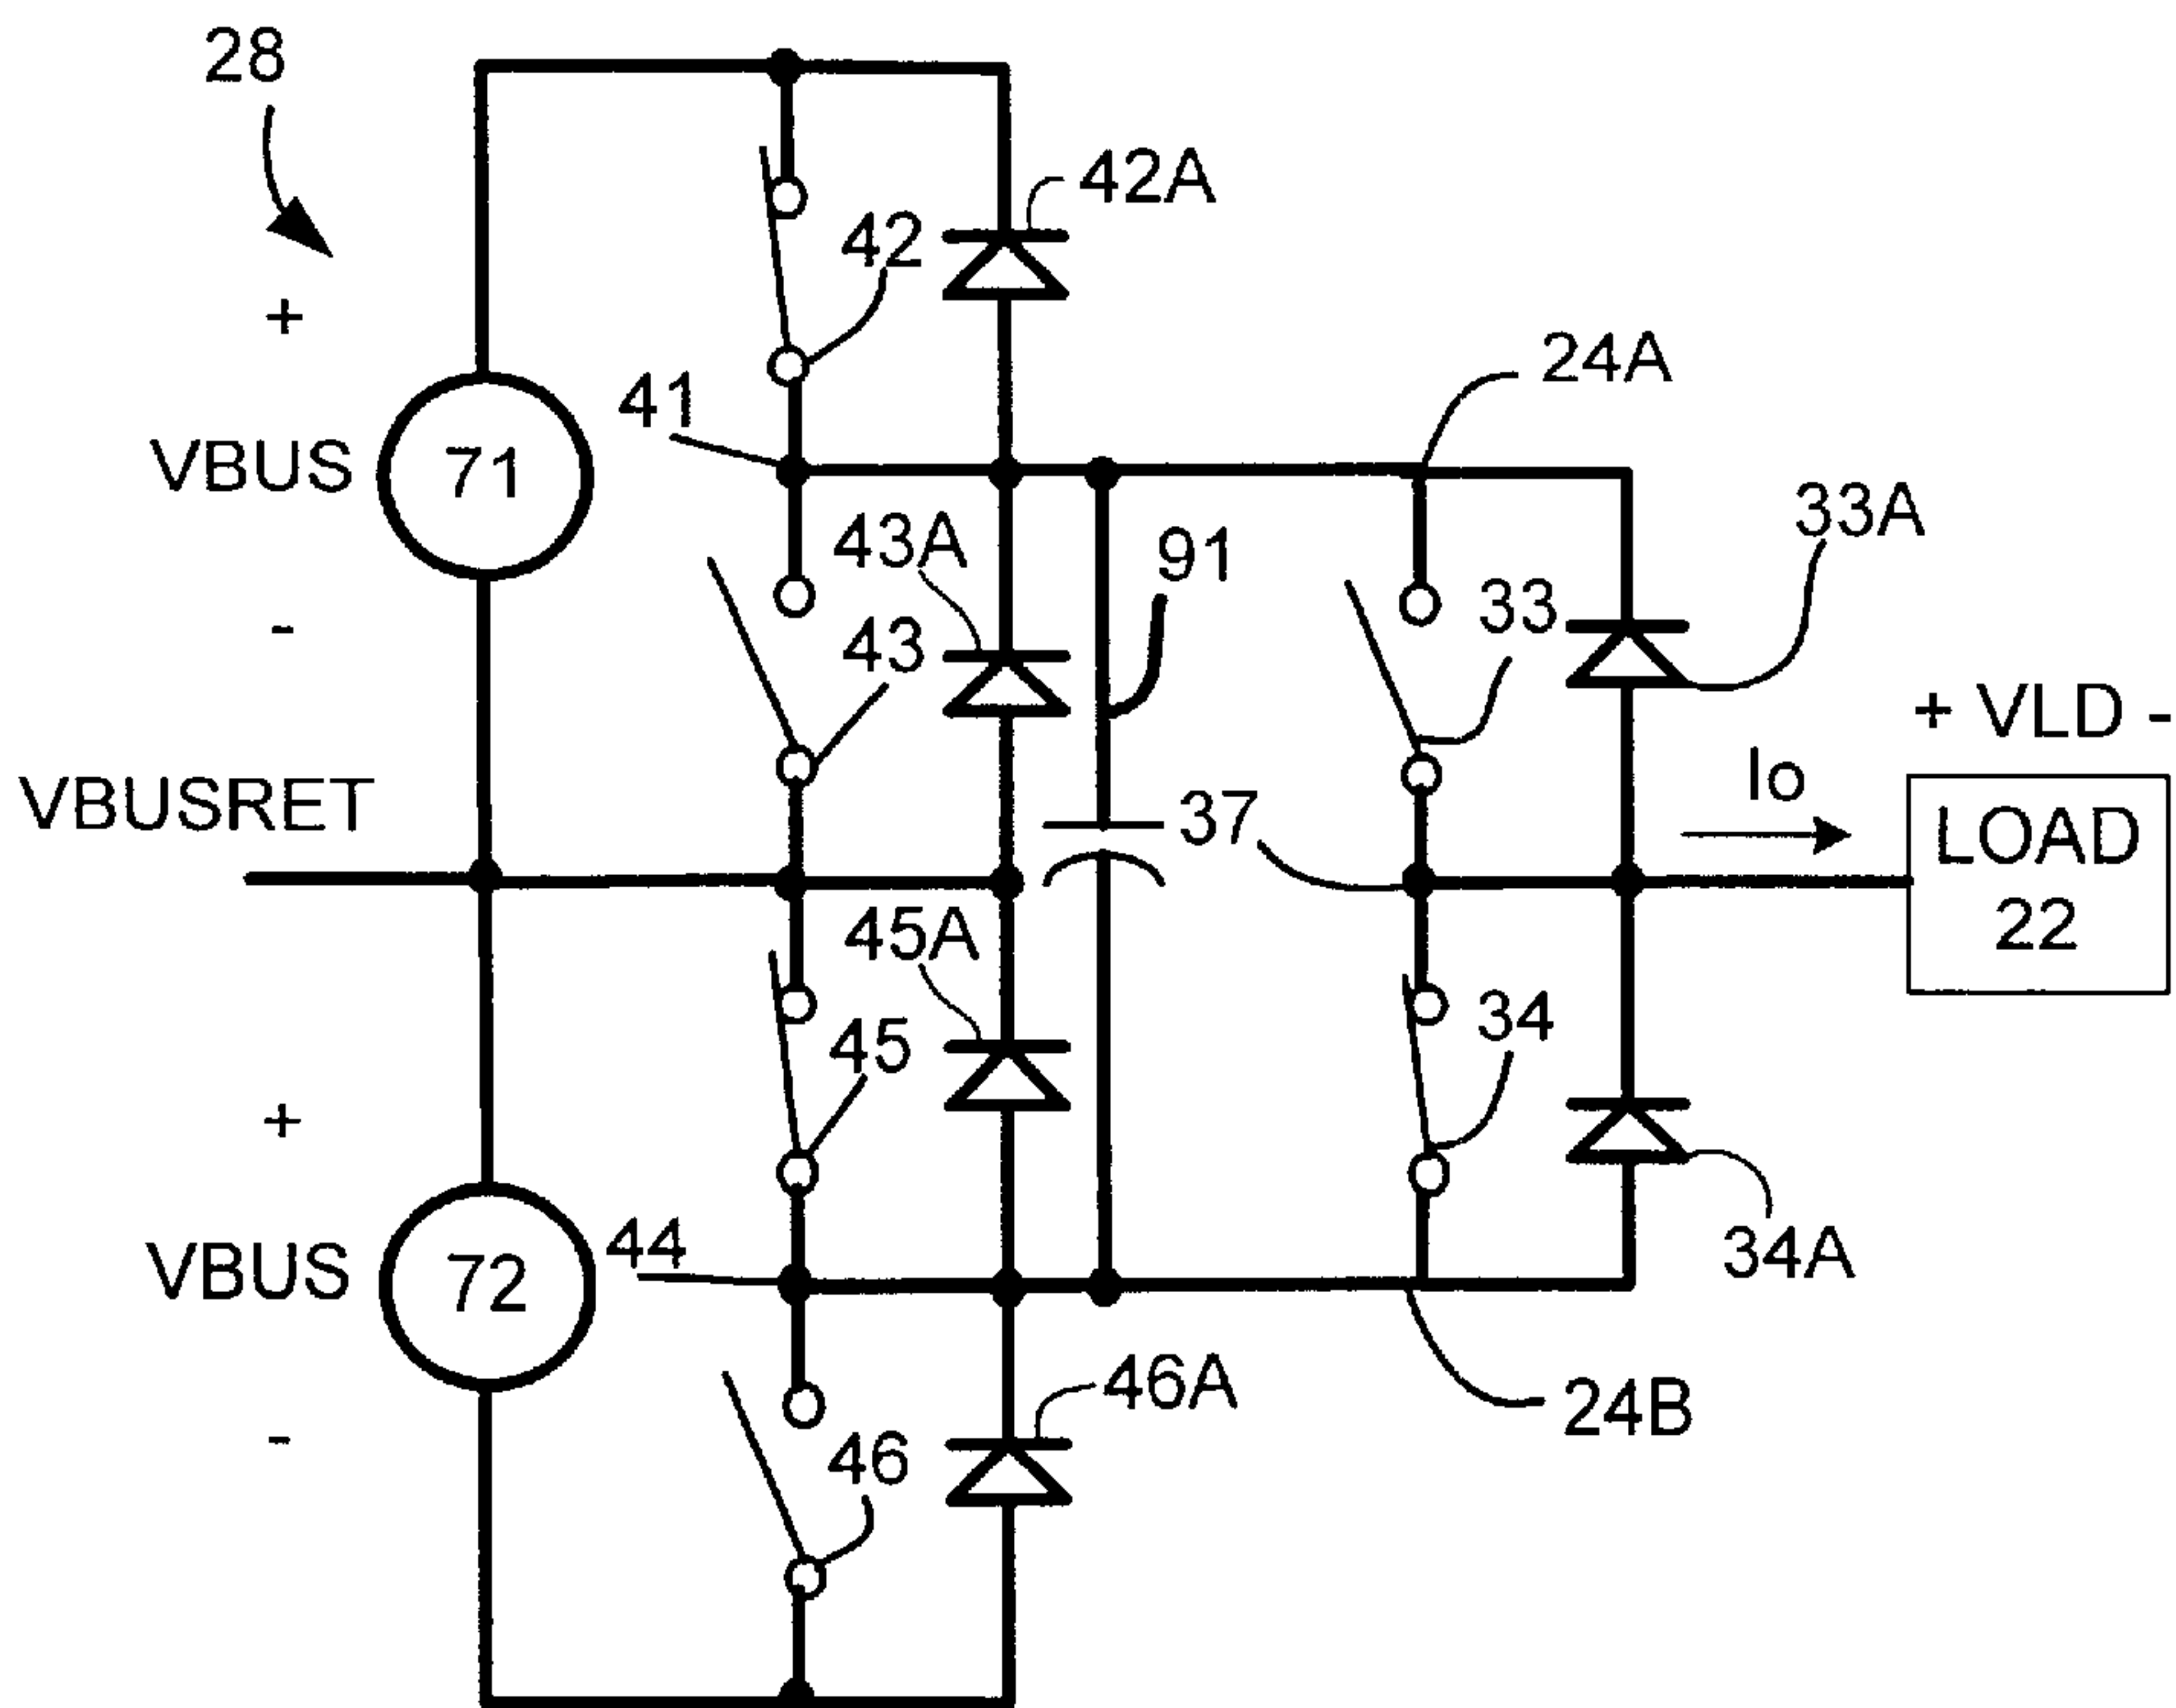 28
42A
42
+
24A
41
VBUS
71
33A
43A
91
33
43
-
+ VLD -
Io
VBUSRET
37
LOAD
22
45A
34
45
+
44
34A
VBUS
72
46A
24B
-
46